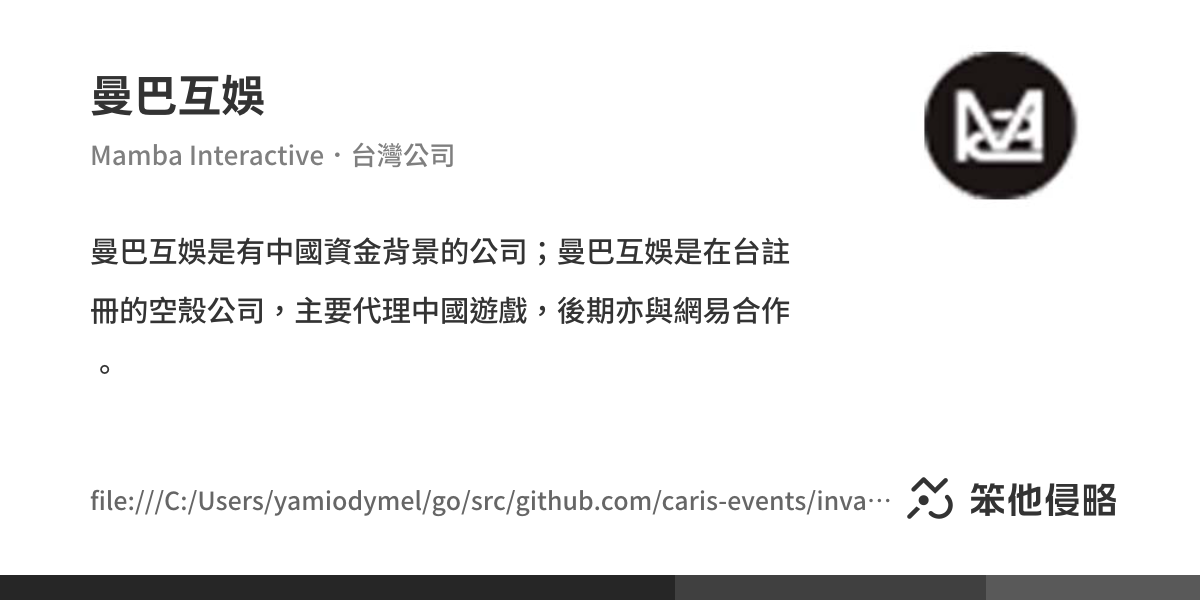 曼巴互娛
Mamba Interactive・台灣公司
曼巴互娛是有中國資金背景的公司；曼巴互娛是在台註
冊的空殼公司，主要代理中國遊戲，後期亦與網易合作
。
file:///C:/Users/yamiodymel/go/src/github.com/caris-events/inva…
笨他侵略